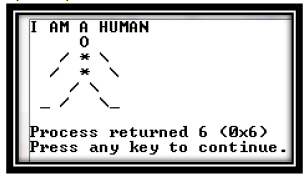 I AM A HUMAN
      O
    / * \
   /  *  \
     / \
 _ /     \_
Process returned 6 (0x6)
Press any key to continue.